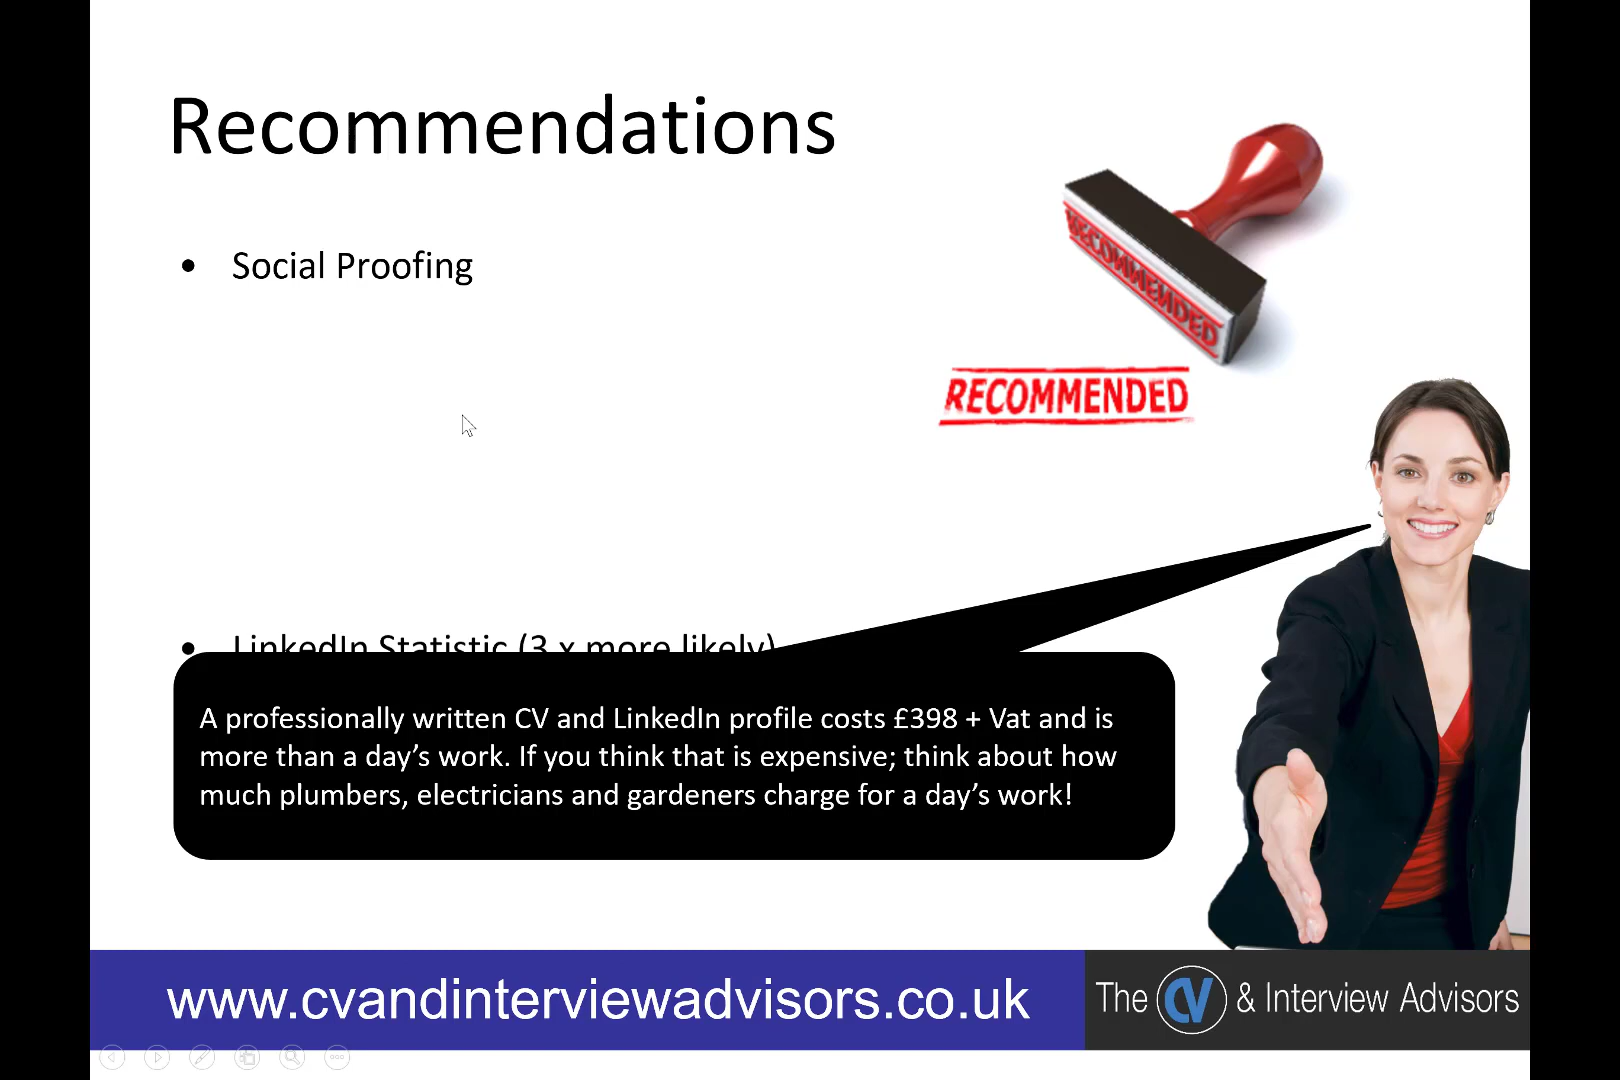 Recommendations
• Social Proofing
RECOMMENDED
RECOMMENDED
• LinkedIn Statistic (3 x more likely)
A professionally written CV and LinkedIn profile costs £398 + Vat and is
more than a day’s work. If you think that is expensive; think about how
much plumbers, electricians and gardeners charge for a day’s work!
www.cvandinterviewadvisors.co.uk
The CV & Interview Advisors